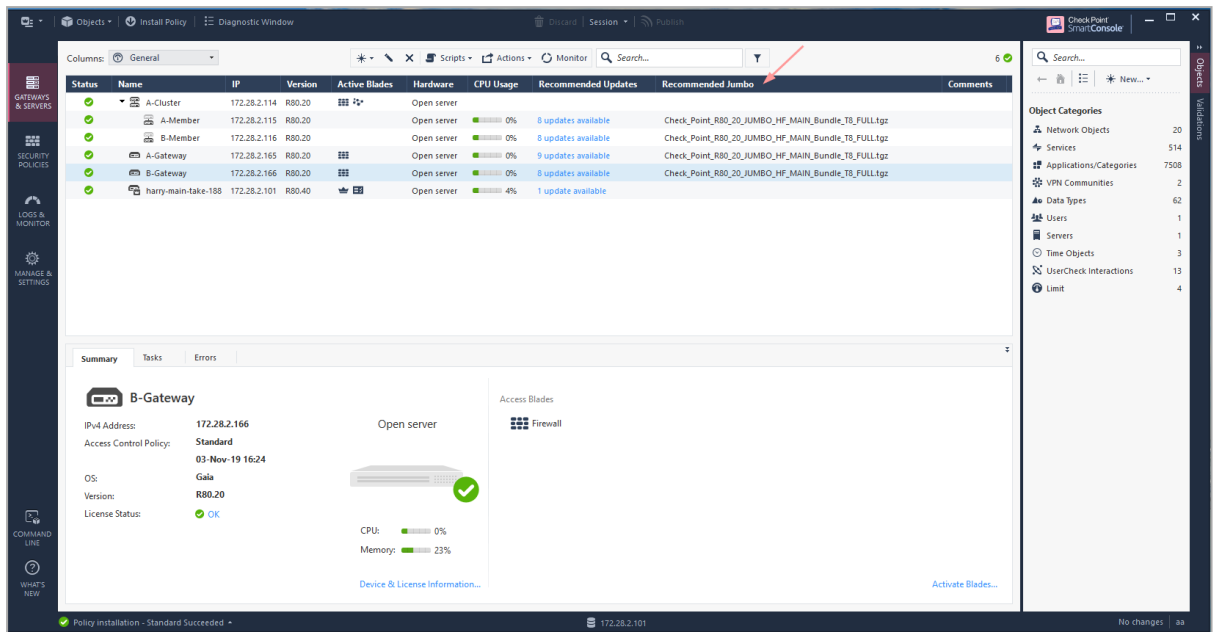 Objects
Install Policy
Diagnostic Window
Discard
Session
Publish
Check Point
SmartConsole
Columns:
General
Scripts
Actions
Monitor
Search...
6
Status Name IP Version Active Blades Hardware CPU Usage Recommended Updates Recommended Jumbo Comments
A-Cluster 172.28.2.114 R80.20 Open server
A-Member 172.28.2.115 R80.20 Open server 0% 8 updates available Check_Point_R80_20_JUMBO_HF_MAIN_Bundle_T8_FULL.tgz
B-Member 172.28.2.116 R80.20 Open server 0% 8 updates available Check_Point_R80_20_JUMBO_HF_MAIN_Bundle_T8_FULL.tgz
A-Gateway 172.28.2.165 R80.20 Open server 0% 9 updates available Check_Point_R80_20_JUMBO_HF_MAIN_Bundle_T8_FULL.tgz
B-Gateway 172.28.2.166 R80.20 Open server 0% 8 updates available Check_Point_R80_20_JUMBO_HF_MAIN_Bundle_T8_FULL.tgz
harry-main-take-188 172.28.2.101 R80.40 Open server 4% 1 update available
GATEWAYS
& SERVERS
SECURITY
POLICIES
LOGS &
MONITOR
MANAGE &
SETTINGS
COMMAND
LINE
WHAT'S
NEW
Summary
Tasks
Errors
B-Gateway
IPv4 Address: 172.28.2.166
Access Control Policy: Standard
03-Nov-19 16:24
OS: Gaia
Version: R80.20
License Status: OK
Open server
CPU: 0%
Memory: 23%
Device & License Information...
Access Blades
Firewall
Activate Blades...
Search...
New...
Object Categories
Network Objects 20
Services 514
Applications/Categories 7508
VPN Communities 2
Data Types 62
Users 1
Servers 1
Time Objects 3
UserCheck Interactions 13
Limit 4
Objects
Validations
Policy installation - Standard Succeeded
172.28.2.101
No changes
aa